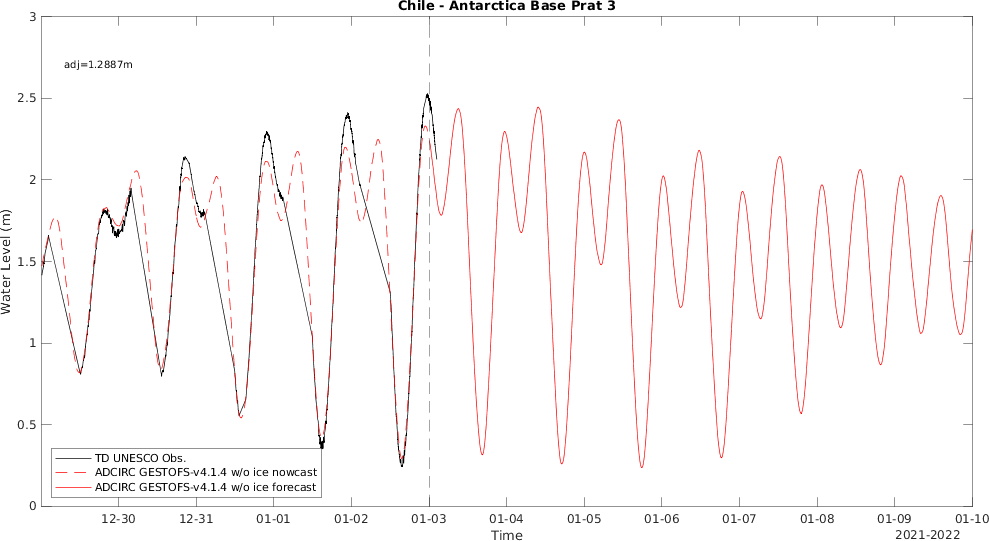 Chile - Antarctica Base Prat 3
3
adj=1.2887m
2.5
2
Water Level (m)
1.5
1
0.5
TD UNESCO Obs.
ADCIRC GESTOFS-v4.1.4 w/o ice nowcast
ADCIRC GESTOFS-v4.1.4 w/o ice forecast
0
12-30 12-31 01-01 01-02 01-03 01-04 01-05 01-06 01-07 01-08 01-09 01-10
Time
2021-2022